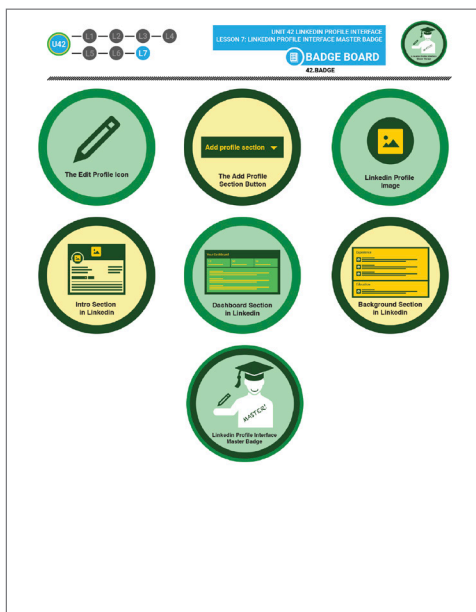 UNIT 42 LINKEDIN PROFILE INTERFACE
LESSON 7: LINKEDIN PROFILE INTERFACE MASTER BADGE
BADGE BOARD
42.BADGE
U42
L1 L2 L3 L4
L5 L6 L7
The Edit Profile Icon
Add profile section
The Add Profile
Section Button
Linkedin Profile
Image
Intro Section
in Linkedin
Dashboard Section
in Linkedin
Background Section
in Linkedin
MASTER!
Linkedin Profile Interface
Master Badge